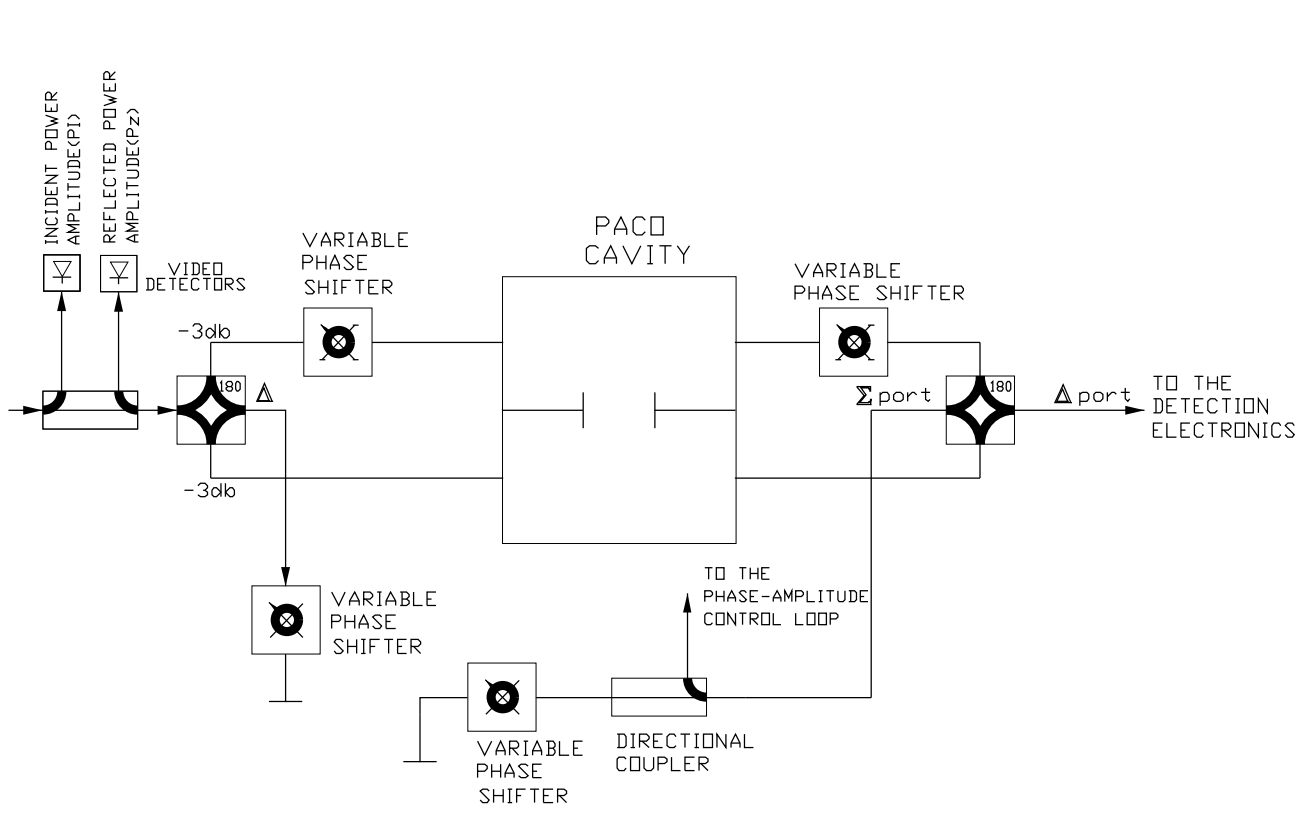 INCIDENT POWER
AMPLITUDE(PI)
REFLECTED POWER
AMPLITUDE(Pz)
VIDEO
DETECTORS
VARIABLE
PHASE
SHIFTER
PACO
CAVITY
VARIABLE
PHASE SHIFTER
-3db
180
Δ
-3db
Σ port
180
Δ port
TO THE
DETECTION
ELECTRONICS
VARIABLE
PHASE
SHIFTER
TO THE
PHASE-AMPLITUDE
CONTROL LOOP
VARIABLE
PHASE
SHIFTER
DIRECTIONAL
COUPLER